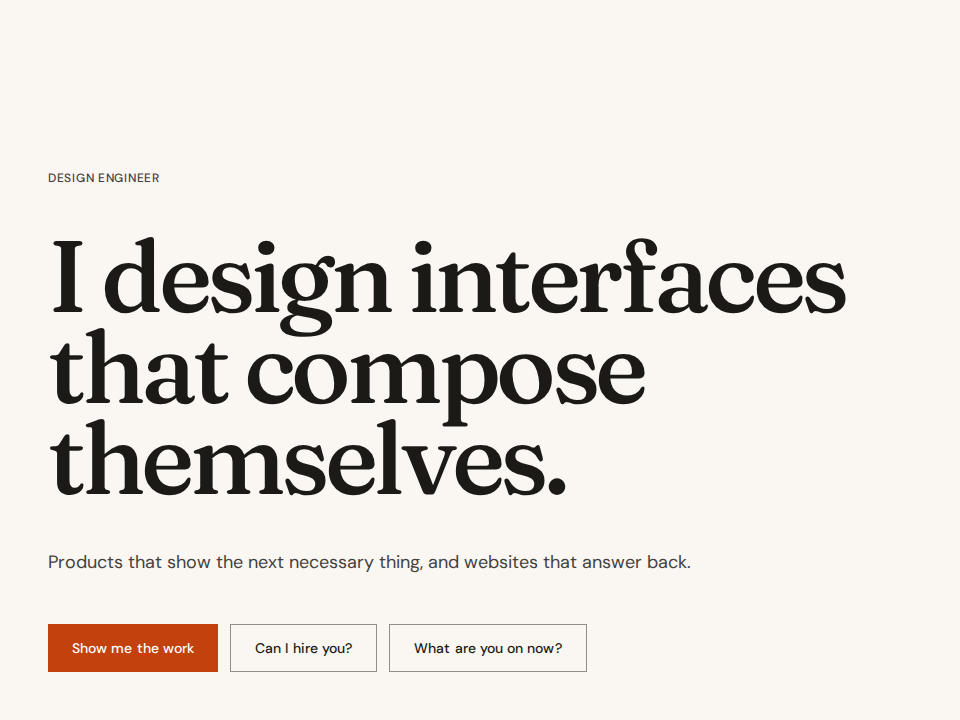 DESIGN ENGINEER
I design interfaces
that compose
themselves.
Products that show the next necessary thing, and websites that answer back.
Show me the work
Can I hire you?
What are you on now?